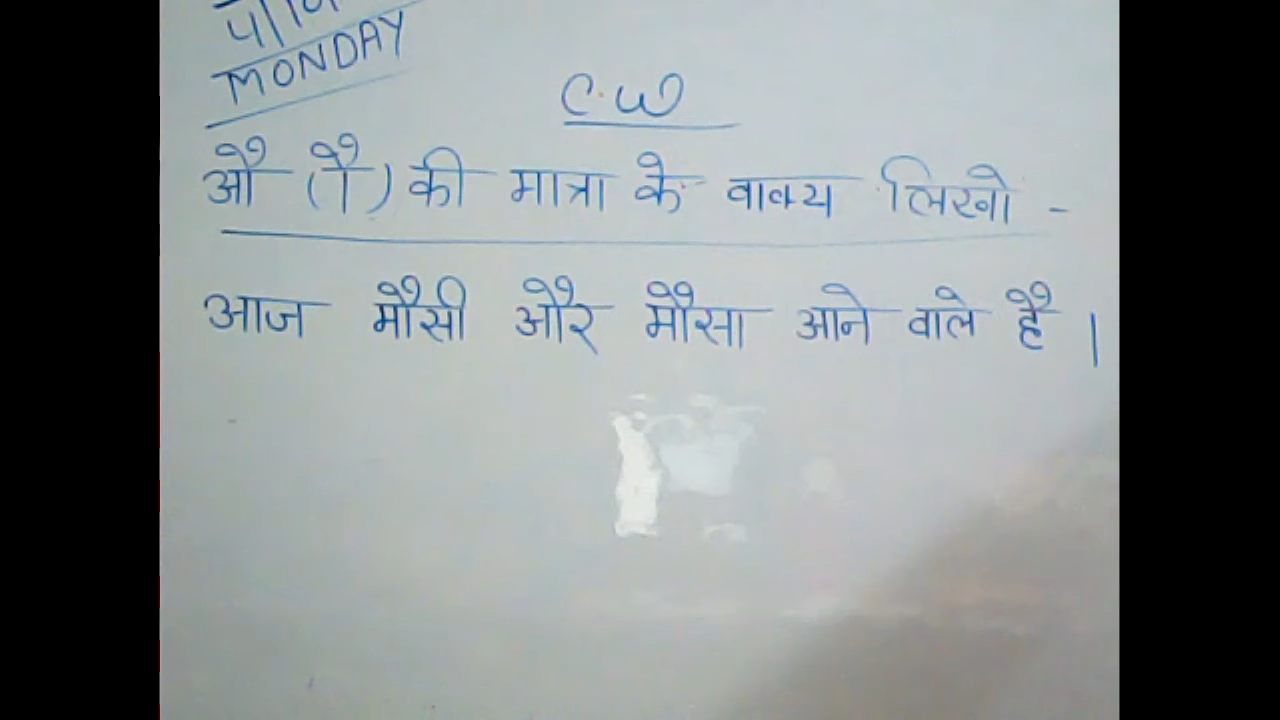 MONDAY
C.W
औ (ौ) की मात्रा के वाक्य लिखो -
आज मौसी और मौसा आने वाले है ।